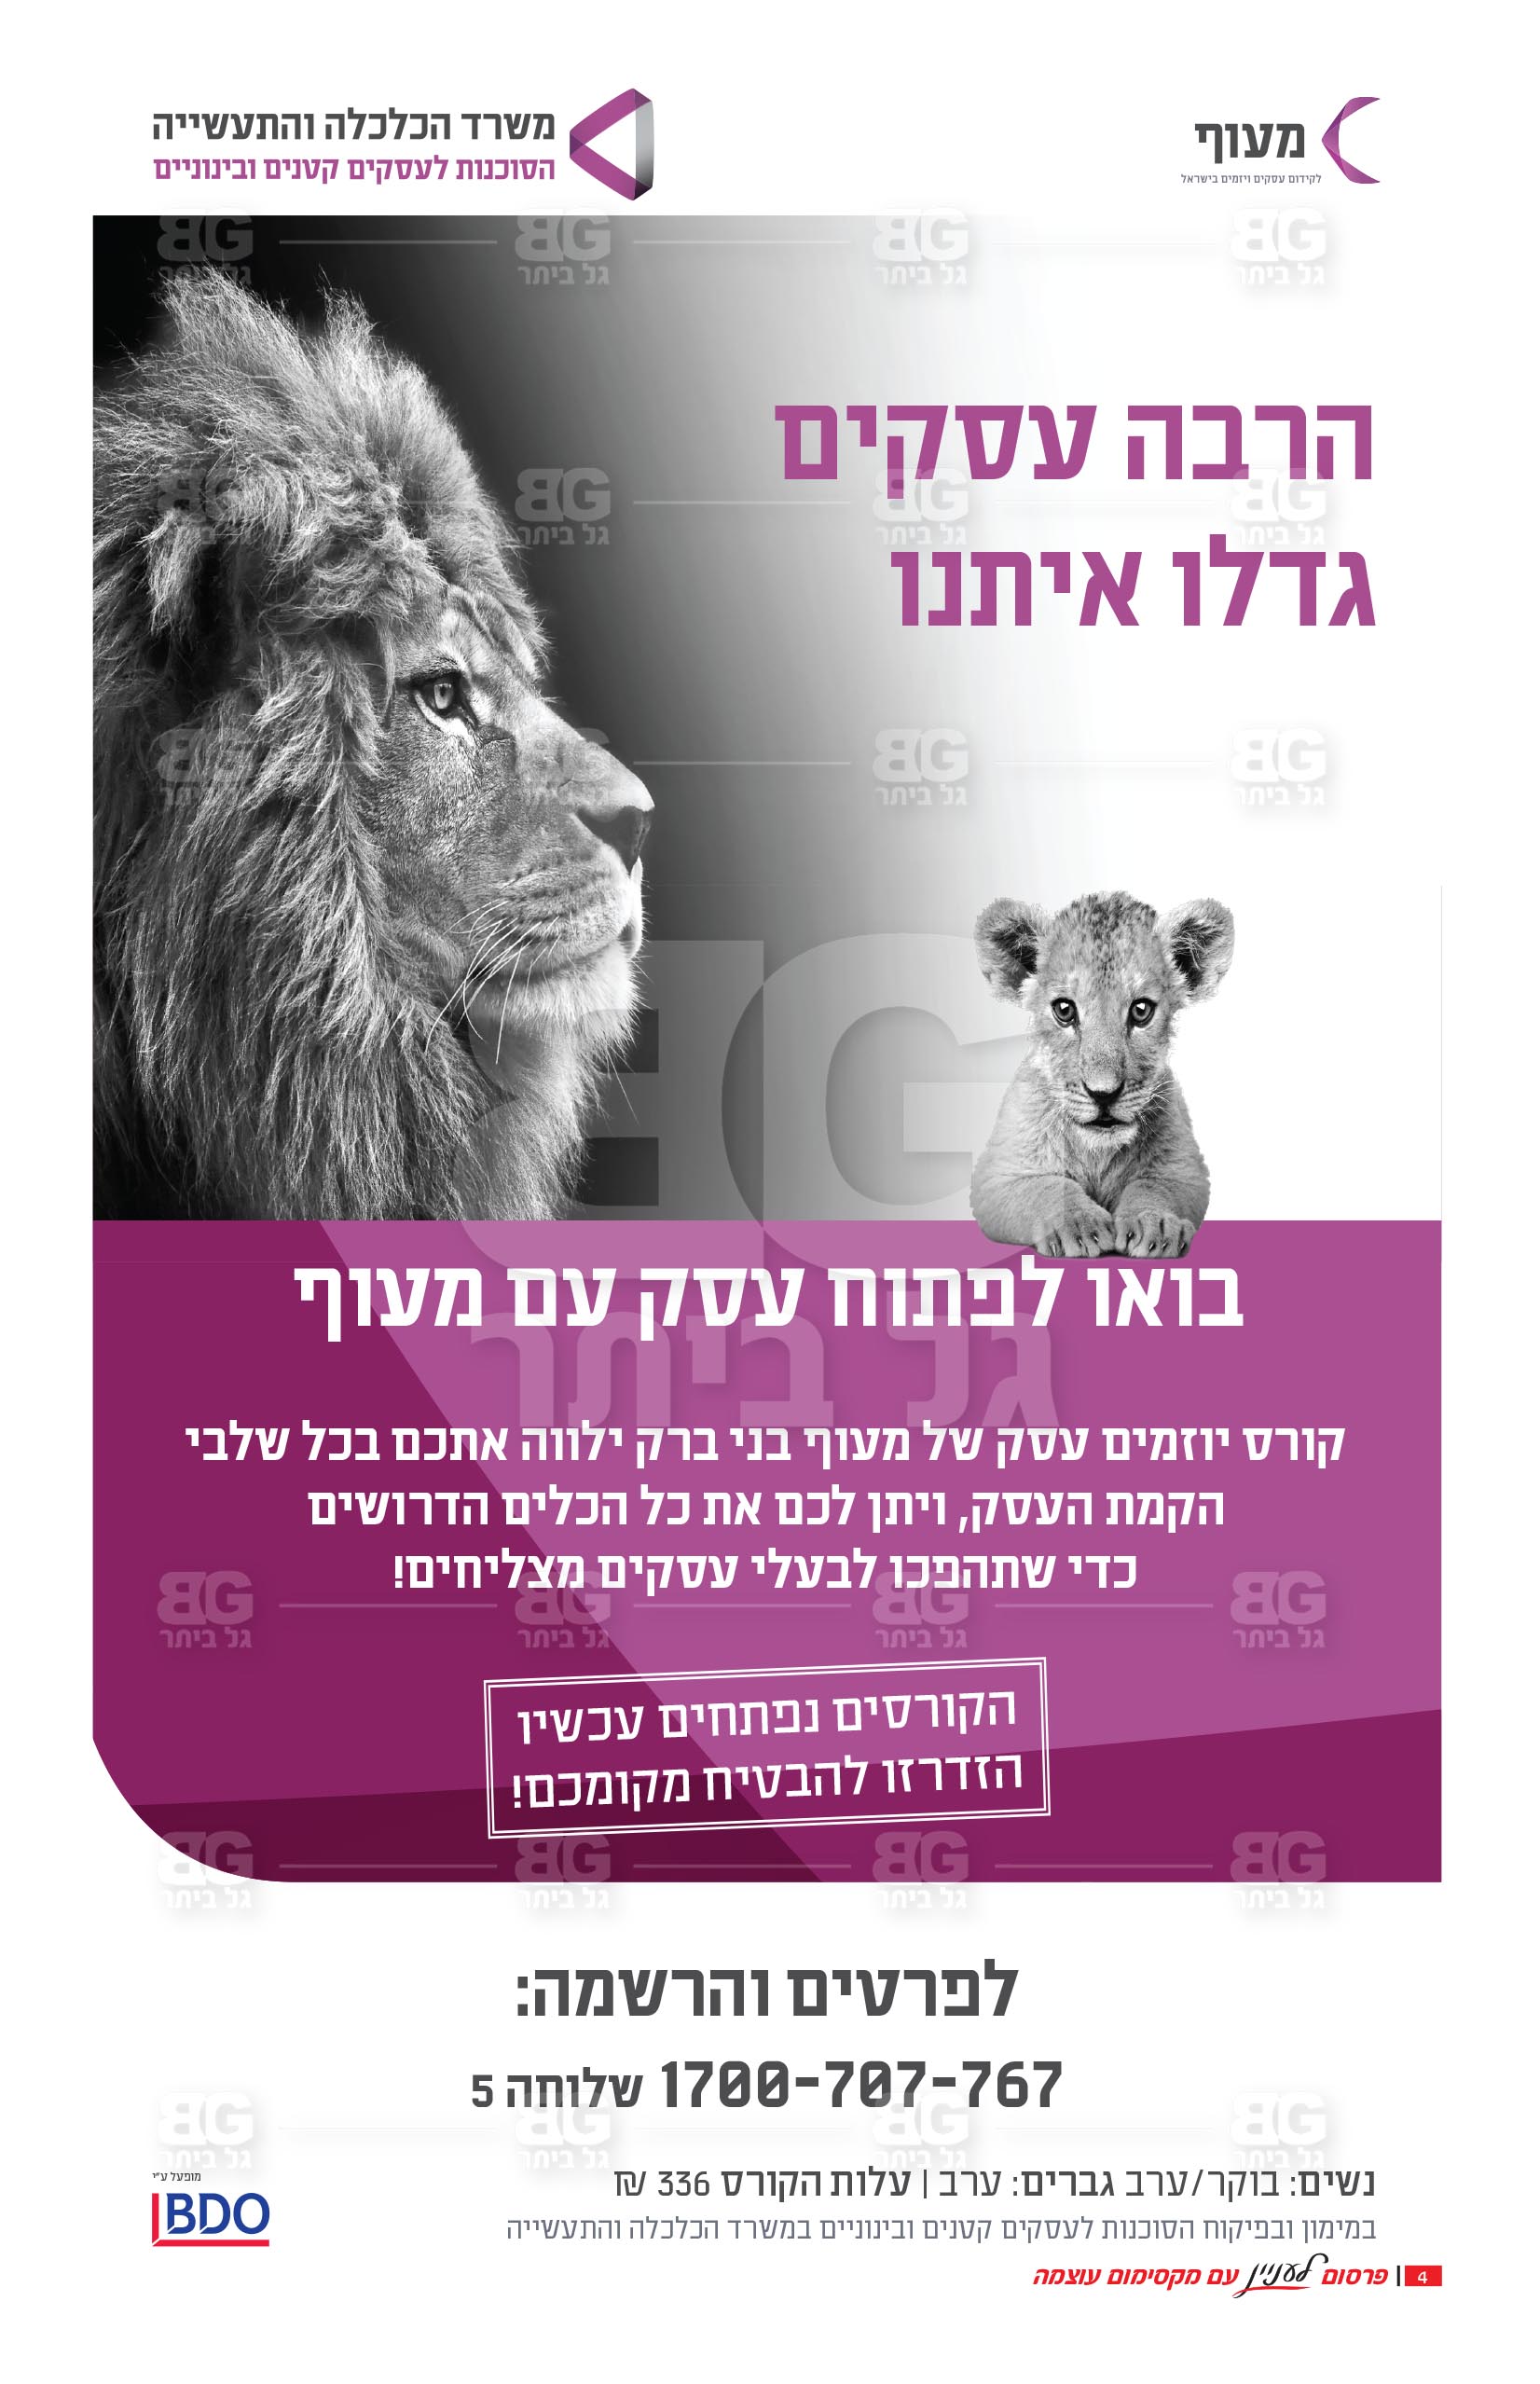 מעוף
לקידום עסקים ויזמים בישראל
משרד הכלכלה והתעשייה
הסוכנות לעסקים קטנים ובינוניים
הרבה עסקים
גדלו איתנו
בואו לפתוח עסק עם מעוף
קורס יוזמים עסק של מעוף בני ברק ילווה אתכם בכל שלבי
הקמת העסק, ויתן לכם את כל הכלים הדרושים
כדי שתהפכו לבעלי עסקים מצליחים!
הקורסים נפתחים עכשיו
הזדרזו להבטיח מקומכם!
לפרטים והרשמה:
1700-707-767 שלוחה 5
נשים: בוקר/ערב גברים: ערב | עלות הקורס 336 ₪
במימון ובפיקוח הסוכנות לעסקים קטנים ובינוניים במשרד הכלכלה והתעשייה
מופעל ע"י
BDO
4 | פרסום לעניין עם מקסימום עוצמה
BG
גל ביתר